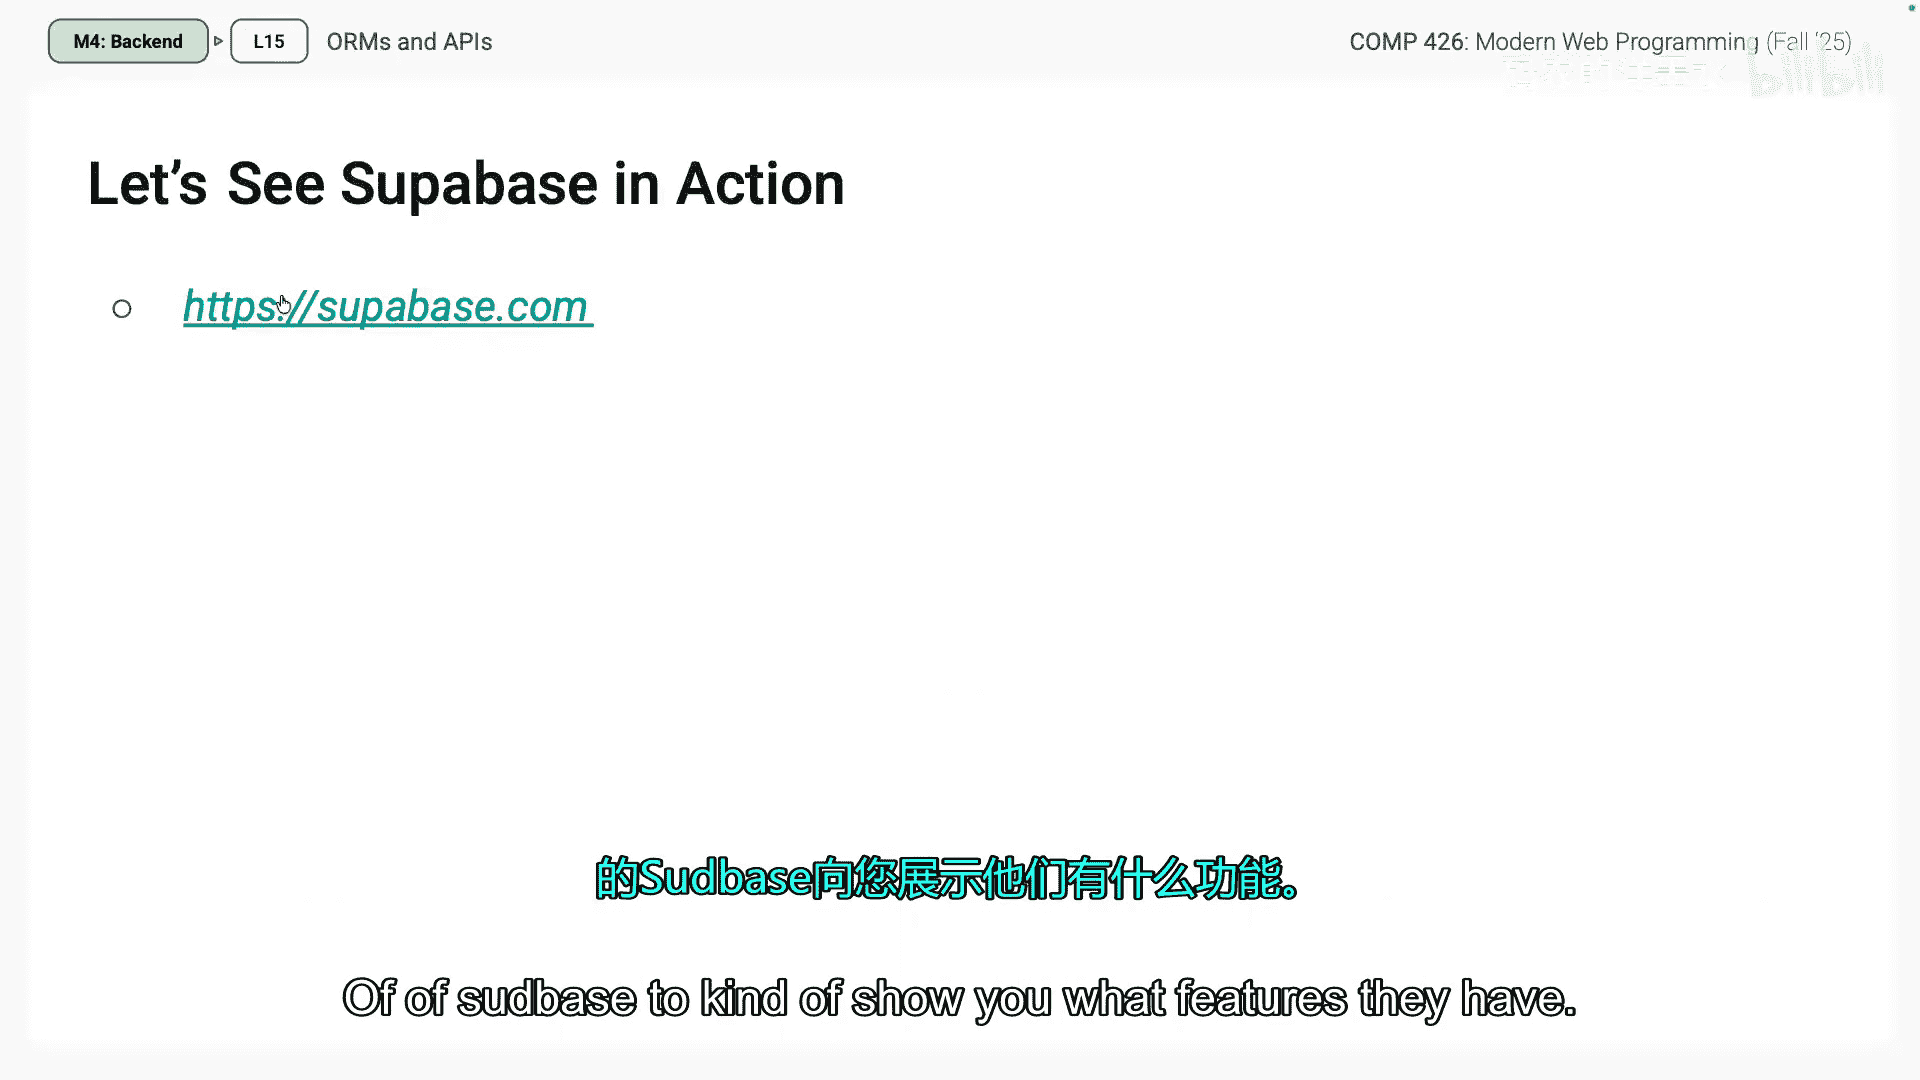 M4: Backend
L15
ORMs and APIs
COMP 426: Modern Web Programming (Fall '25)
bilibili
Let's See Supabase in Action
https://supabase.com
的Sudbase向您展示他们有什么功能。
Of of sudbase to kind of show you what features they have.